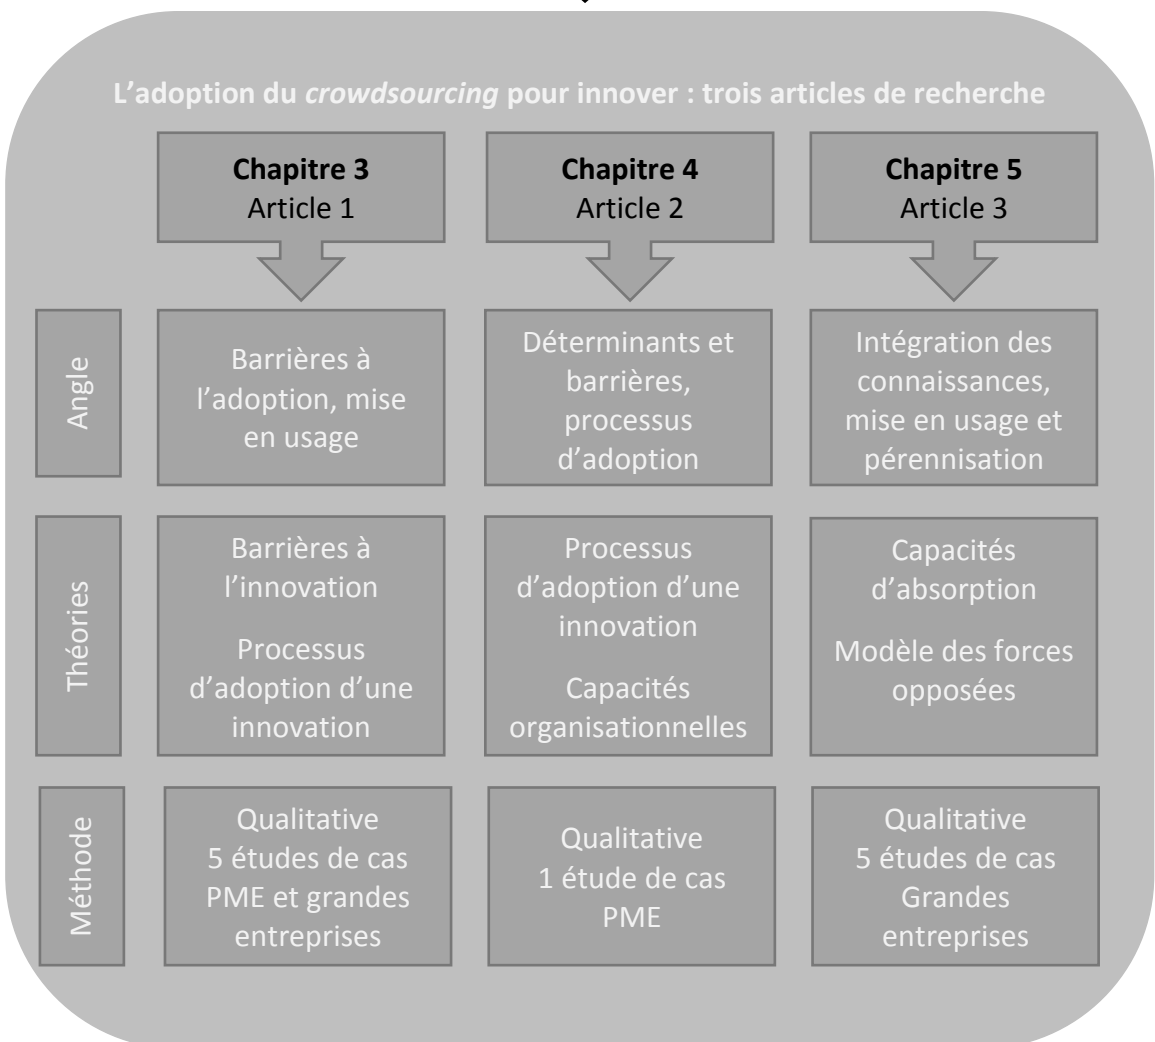 L'adoption du crowdsourcing pour innover : trois articles de recherche
Chapitre 3
Article 1
Chapitre 4
Article 2
Chapitre 5
Article 3
Angle
Barrières à
l'adoption, mise
en usage
Déterminants et
barrières,
processus
d'adoption
Intégration des
connaissances,
mise en usage et
pérennisation
Théories
Barrières à
l'innovation
Processus
d'adoption d'une
innovation
Processus
d'adoption d'une
innovation
Capacités
organisationnelles
Capacités
d'absorption
Modèle des forces
opposées
Méthode
Qualitative
5 études de cas
PME et grandes
entreprises
Qualitative
1 étude de cas
PME
Qualitative
5 études de cas
Grandes
entreprises